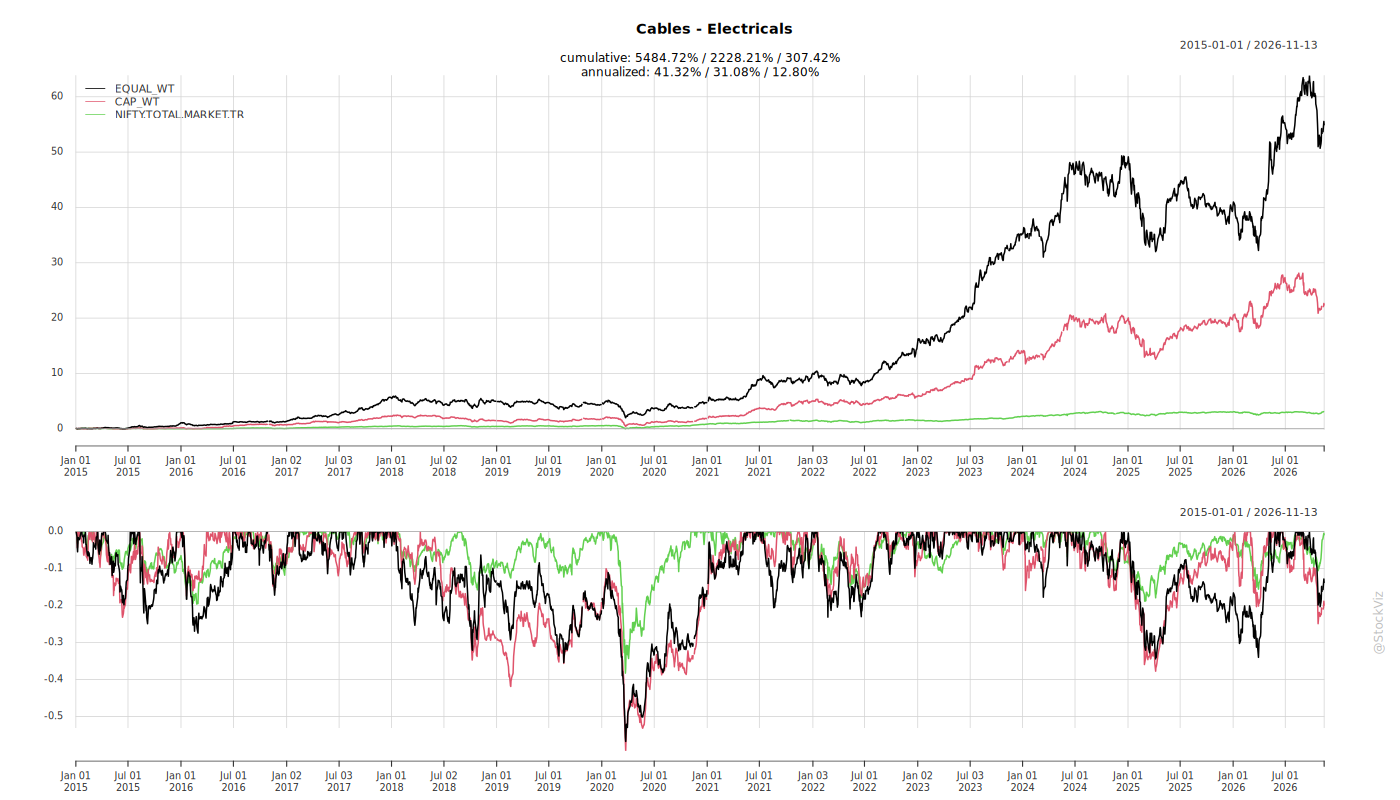 Cables - Electricals
2015-01-01 / 2026-11-13
cumulative: 5484.72% / 2228.21% / 307.42%
annualized: 41.32% / 31.08% / 12.80%
EQUAL_WT
CAP_WT
NIFTY.TOTAL.MARKET.TR
60
50
40
30
20
10
0
Jan 01 Jul 01 Jan 01 Jul 01 Jan 02 Jul 03 Jan 01 Jul 02 Jan 01 Jul 01 Jan 01 Jul 01 Jan 01 Jul 01 Jan 03 Jul 01 Jan 02 Jul 03 Jan 01 Jul 01 Jan 01 Jul 01 Jan 01 Jul 01
2015 2015 2016 2016 2017 2017 2018 2018 2019 2019 2020 2020 2021 2021 2022 2022 2023 2023 2024 2024 2025 2025 2026 2026
2015-01-01 / 2026-11-13
0.0
-0.1
-0.2
-0.3
-0.4
-0.5
Jan 01 Jul 01 Jan 01 Jul 01 Jan 02 Jul 03 Jan 01 Jul 02 Jan 01 Jul 01 Jan 01 Jul 01 Jan 01 Jul 01 Jan 03 Jul 01 Jan 02 Jul 03 Jan 01 Jul 01 Jan 01 Jul 01 Jan 01 Jul 01
2015 2015 2016 2016 2017 2017 2018 2018 2019 2019 2020 2020 2021 2021 2022 2022 2023 2023 2024 2024 2025 2025 2026 2026
@StockViz